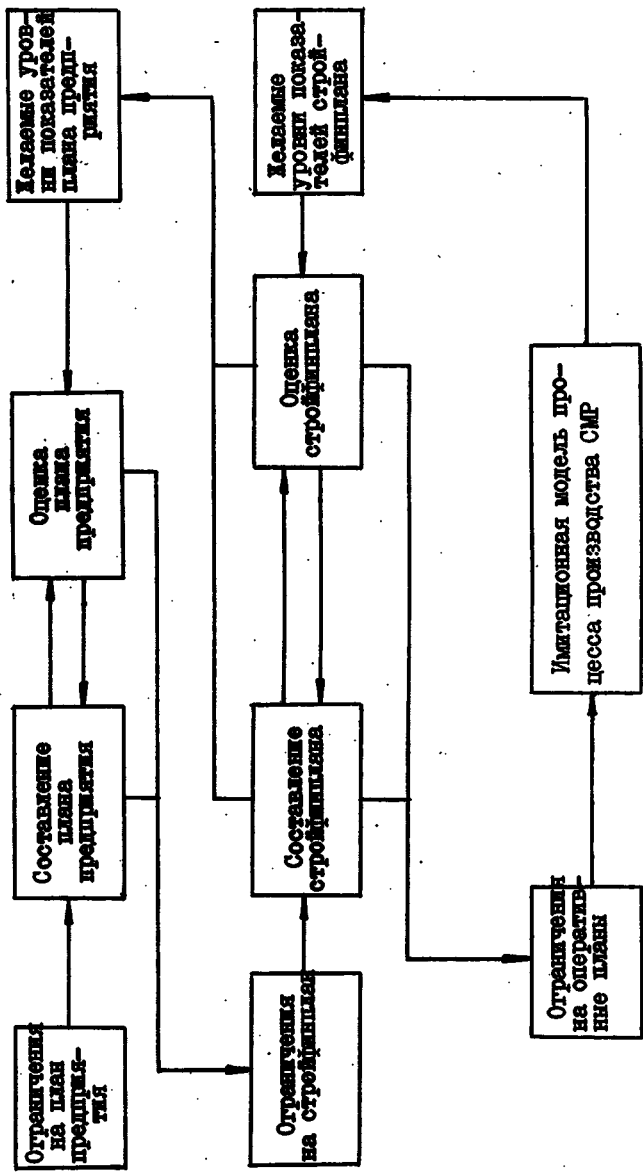 Ограничения
на план
предприя-
тия
Составление
плана
предприятия
Оценка
плана
предприятия
Желаемые уров-
ни показателей
плана предп-
риятия
Ограничения
на стройфинплан
Составление
стройфинплана
Оценка
стройфинплана
Желаемые
уровни показа-
телей строй-
финплана
Ограничения
на оператив-
ные планы
Имитационная модель про-
цесса производства СМР